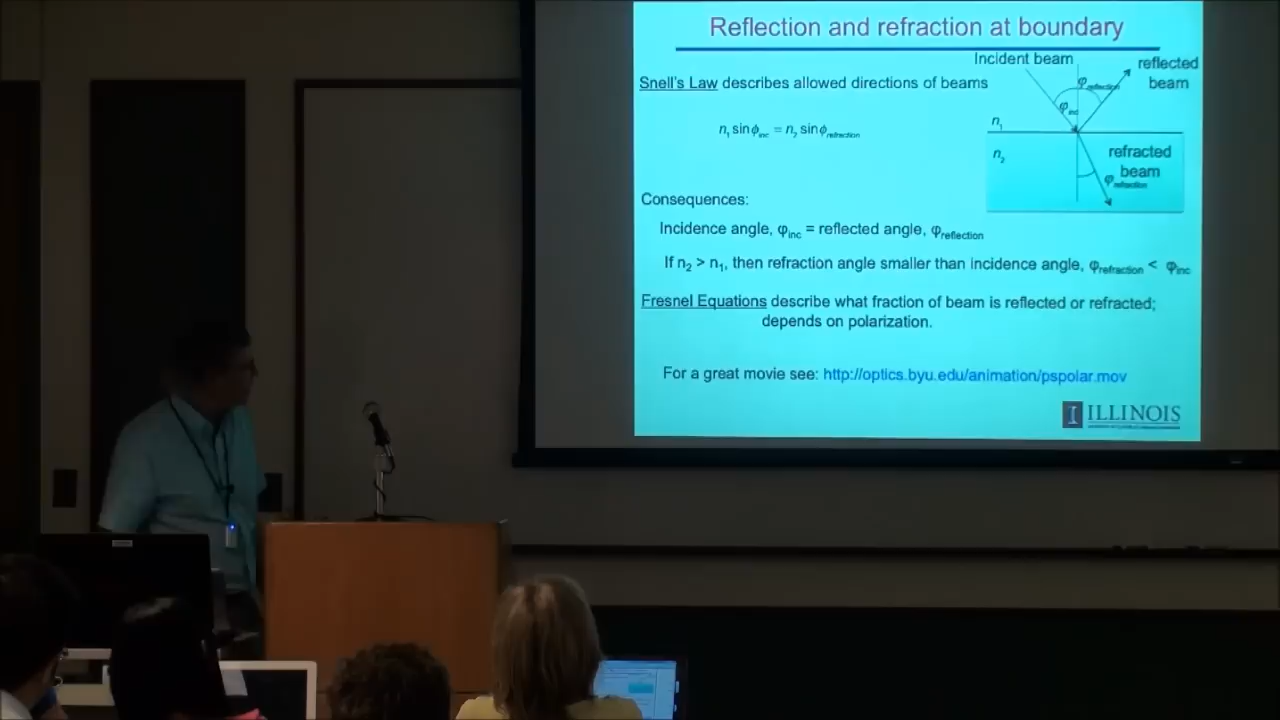 Reflection and refraction at boundary
Incident beam
reflected
beam
Snell's Law describes allowed directions of beams
φreflection
φinc
n1 sinϕinc = n2 sinϕrefraction
n1
n2
refracted
beam
φrefraction
Consequences:
Incidence angle, φinc = reflected angle, φreflection
If n2 > n1, then refraction angle smaller than incidence angle, φrefraction < φinc
Fresnel Equations describe what fraction of beam is reflected or refracted;
depends on polarization.
For a great movie see: http://optics.byu.edu/animation/pspolar.mov
I ILLINOIS